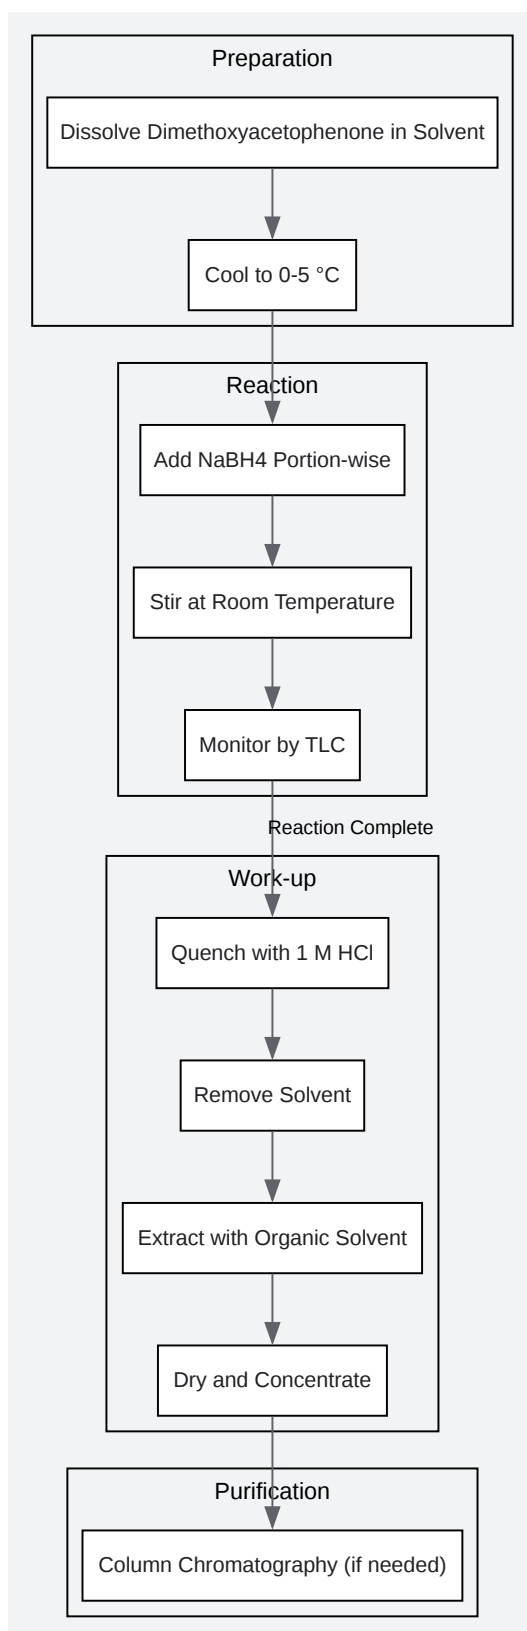 Preparation
Dissolve Dimethoxyacetophenone in Solvent
Cool to 0-5 °C
Reaction
Add NaBH4 Portion-wise
Stir at Room Temperature
Monitor by TLC
Reaction Complete
Work-up
Quench with 1 M HCl
Remove Solvent
Extract with Organic Solvent
Dry and Concentrate
Purification
Column Chromatography (if needed)